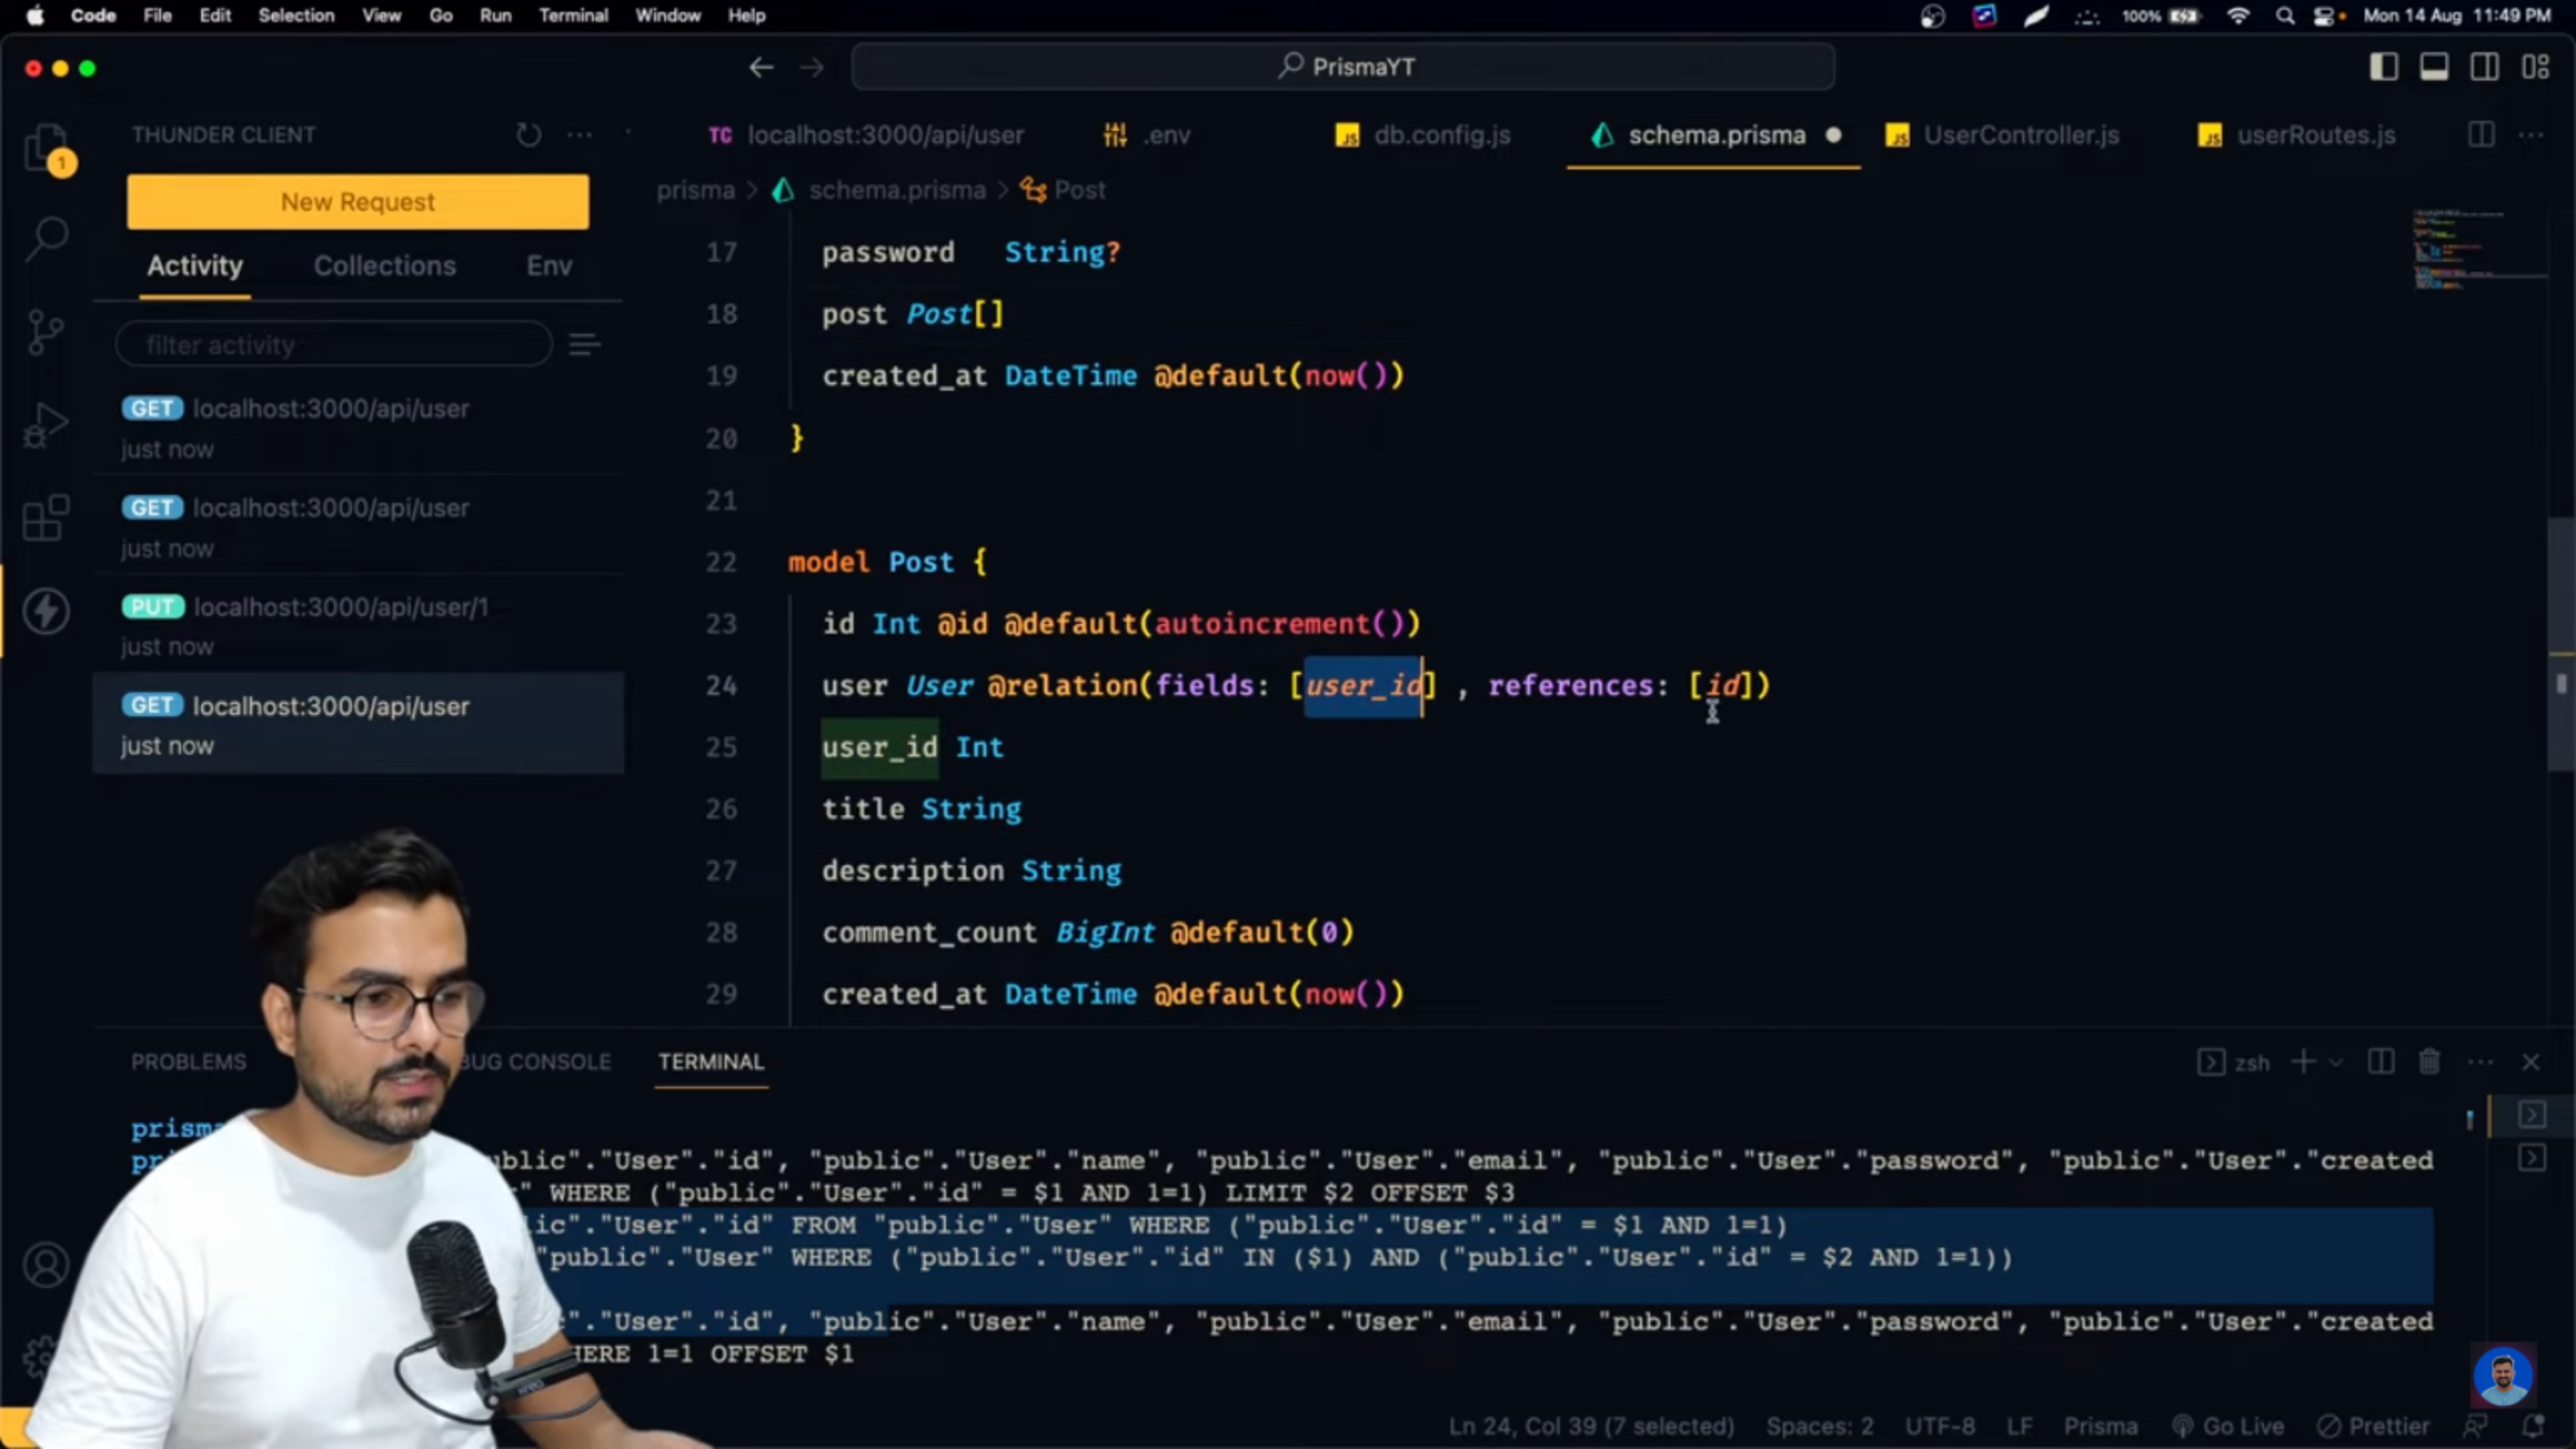 Code File Edit Selection View Go Run Terminal Window Help 100% Mon 14 Aug 11:49 PM
PrismaYT
THUNDER CLIENT
New Request
Activity Collections Env
filter activity
GET localhost:3000/api/user
just now
GET localhost:3000/api/user
just now
PUT localhost:3000/api/user/1
just now
GET localhost:3000/api/user
just now
1
TC localhost:3000/api/user .env JS db.config.js schema.prisma JS UserController.js JS userRoutes.js
prisma > schema.prisma > Post
17 password String?
18 post Post[]
19 created_at DateTime @default(now())
20 }
21
22 model Post {
23 id Int @id @default(autoincrement())
24 user User @relation(fields: [user_id] , references: [id])
25 user_id Int
26 title String
27 description String
28 comment_count BigInt @default(0)
29 created_at DateTime @default(now())
PROBLEMS BUG CONSOLE TERMINAL zsh
prisma
pr ublic"."User"."id", "public"."User"."name", "public"."User"."email", "public"."User"."password", "public"."User"."created
" WHERE ("public"."User"."id" = $1 AND 1=1) LIMIT $2 OFFSET $3
lic"."User"."id" FROM "public"."User" WHERE ("public"."User"."id" = $1 AND 1=1)
"public"."User" WHERE ("public"."User"."id" IN ($1) AND ("public"."User"."id" = $2 AND 1=1))
c"."User"."id", "public"."User"."name", "public"."User"."email", "public"."User"."password", "public"."User"."created
HERE 1=1 OFFSET $1
Ln 24, Col 39 (7 selected) Spaces: 2 UTF-8 LF Prisma Go Live Prettier